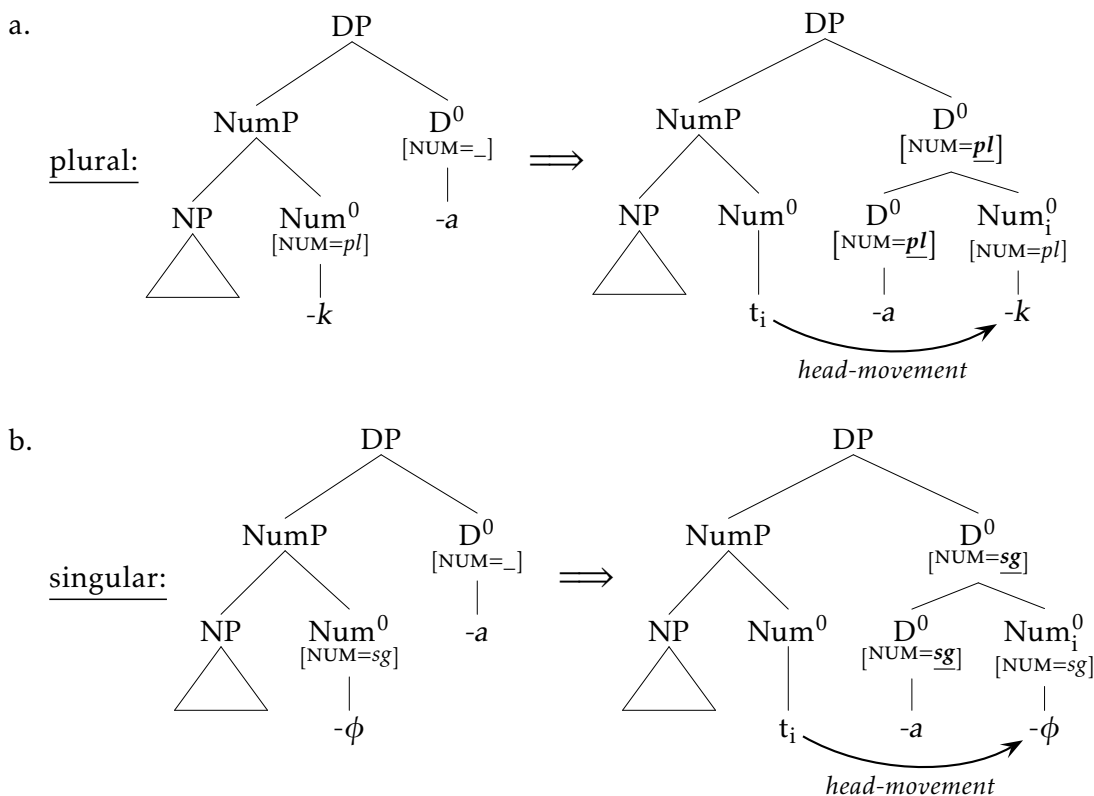 a.
DP DP
NumP D⁰ NumP D⁰
[NUM=_] [NUM=pl]
plural: ⟹
NP Num⁰ -a NP Num⁰ D⁰ Numᵢ⁰
[NUM=pl] [NUM=pl] [NUM=pl]
-k tᵢ -a -k
head-movement
b.
DP DP
NumP D⁰ NumP D⁰
[NUM=_] [NUM=sg]
singular: ⟹
NP Num⁰ -a NP Num⁰ D⁰ Numᵢ⁰
[NUM=sg] [NUM=sg] [NUM=sg]
-ϕ tᵢ -a -ϕ
head-movement